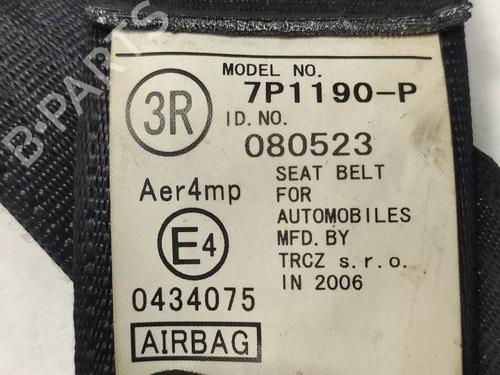 MODEL NO.
7P1190-P
3R
ID.NO.
080523
Aer4mp
SEAT BELT
FOR
AUTOMOBILES
MFD.BY
TRCZ s.r.o.
IN 2006
E4
0434075
AIRBAG
B-PARTS